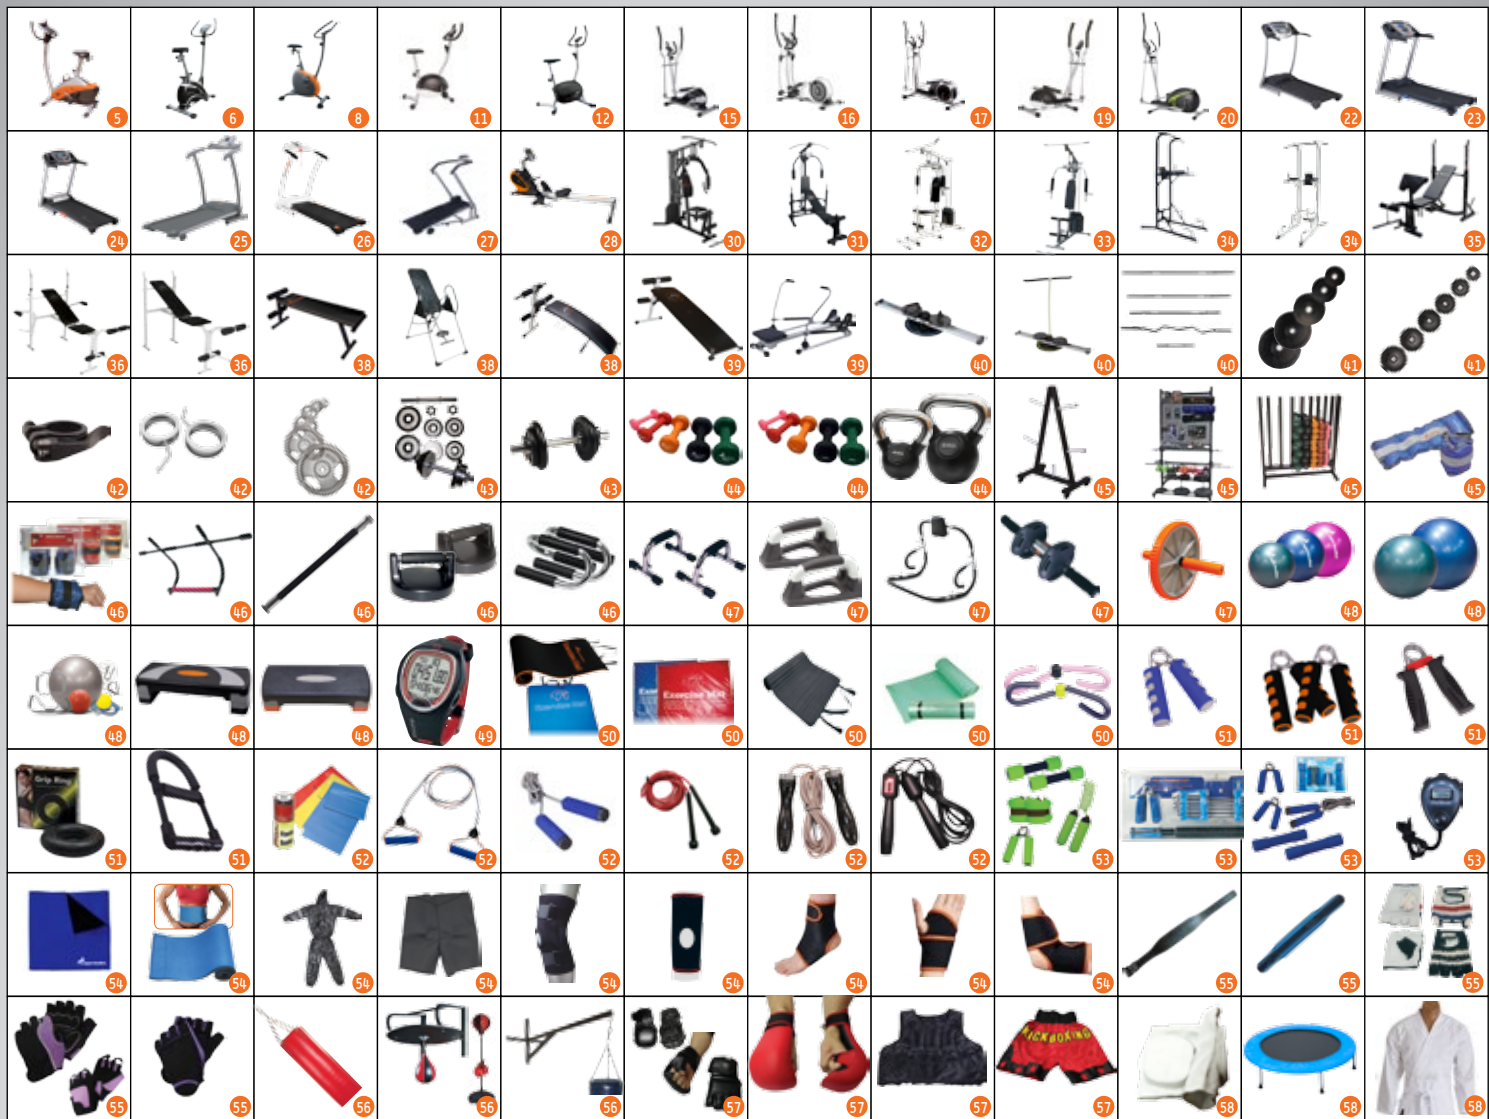 5 6 8 11 12 15 16 17 19 20 22 23
24 25 26 27 28 30 31 32 33 34 34 35
36 36 38 38 38 39 39 40 40 40 41 41
42 42 42 43 43 44 44 44 45 45 45 45
46 46 46 46 46 47 47 47 47 47 48 48
Exercise Mat
48 48 48 49 50 50 50 50 50 51 51 51
Grip Ring
51 51 52 52 52 52 52 52 53 53 53 53
54 54 54 54 54 54 54 54 54 55 55 55
KICKBOXING
55 55 56 56 56 57 57 57 57 58 58 58